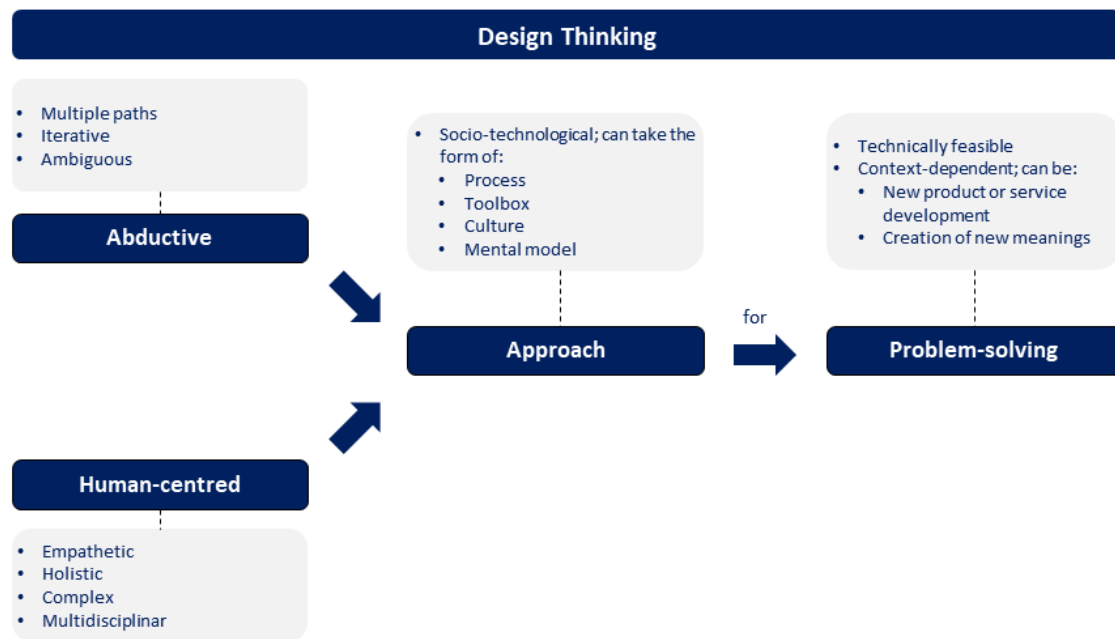 Design Thinking
• Multiple paths
• Iterative
• Ambiguous
Abductive
Human-centred
• Empathetic
• Holistic
• Complex
• Multidisciplinar
• Socio-technological; can take the
form of:
• Process
• Toolbox
• Culture
• Mental model
Approach
for
• Technically feasible
• Context-dependent; can be:
• New product or service
development
• Creation of new meanings
Problem-solving